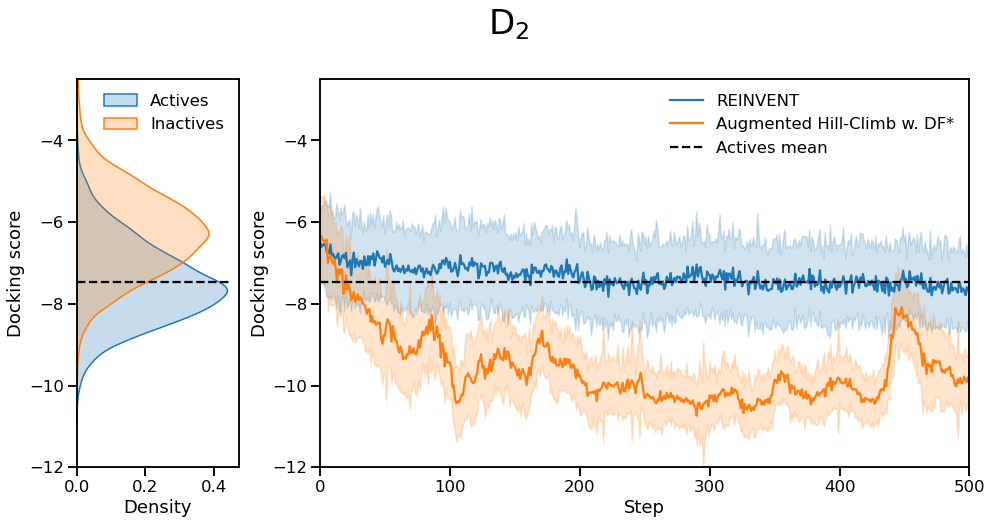 D₂
Actives
Inactives
−4
−6
−8
−10
−12
0.0 0.2 0.4
Density
Docking score
REINVENT
Augmented Hill-Climb w. DF*
Actives mean
−4
−6
−8
−10
−12
0 100 200 300 400 500
Step
Docking score